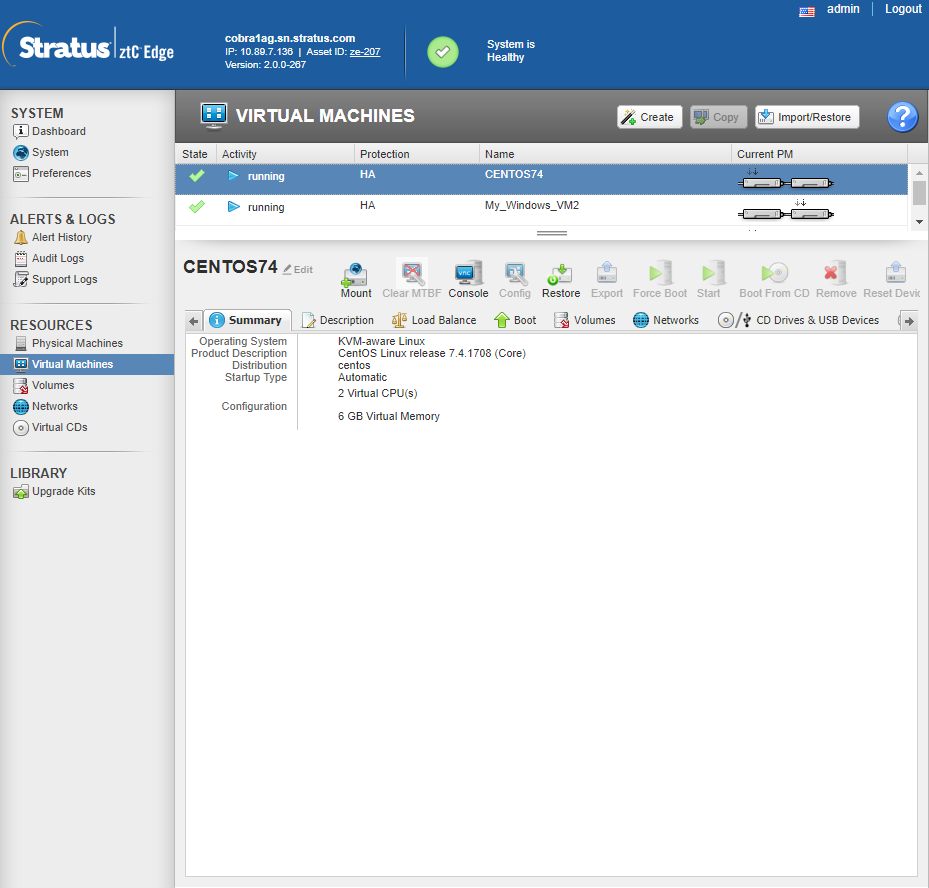 admin
Logout
Stratus ztC Edge
cobra1ag.sn.stratus.com
IP: 10.89.7.136 | Asset ID: ze-207
Version: 2.0.0-267
System is
Healthy
SYSTEM
Dashboard
System
Preferences
ALERTS & LOGS
Alert History
Audit Logs
Support Logs
RESOURCES
Physical Machines
Virtual Machines
Volumes
Networks
Virtual CDs
LIBRARY
Upgrade Kits
VIRTUAL MACHINES
Create
Copy
Import/Restore
?
State Activity Protection Name Current PM
running HA CENTOS74
running HA My_Windows_VM2
CENTOS74 Edit
Mount Clear MTBF Console Config Restore Export Force Boot Start Boot From CD Remove Reset Devic
Summary Description Load Balance Boot Volumes Networks CD Drives & USB Devices
Operating System KVM-aware Linux
Product Description CentOS Linux release 7.4.1708 (Core)
Distribution centos
Startup Type Automatic
2 Virtual CPU(s)
Configuration
6 GB Virtual Memory